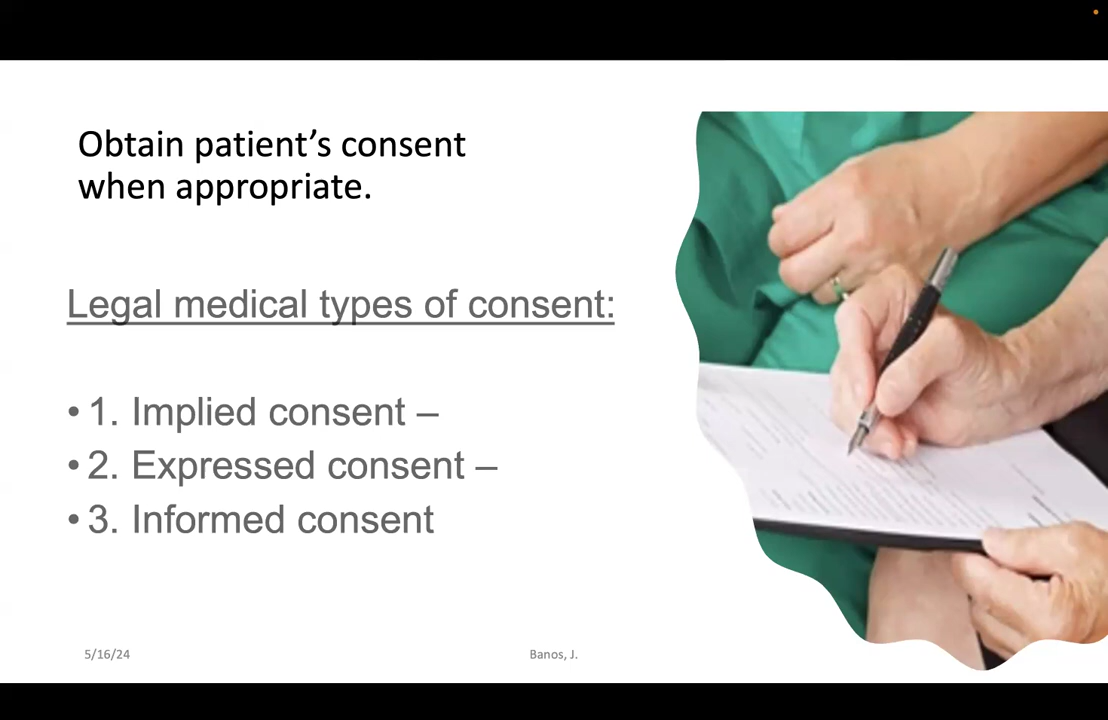 Obtain patient’s consent
when appropriate.
Legal medical types of consent:
• 1. Implied consent –
• 2. Expressed consent –
• 3. Informed consent
5/16/24
Banos, J.